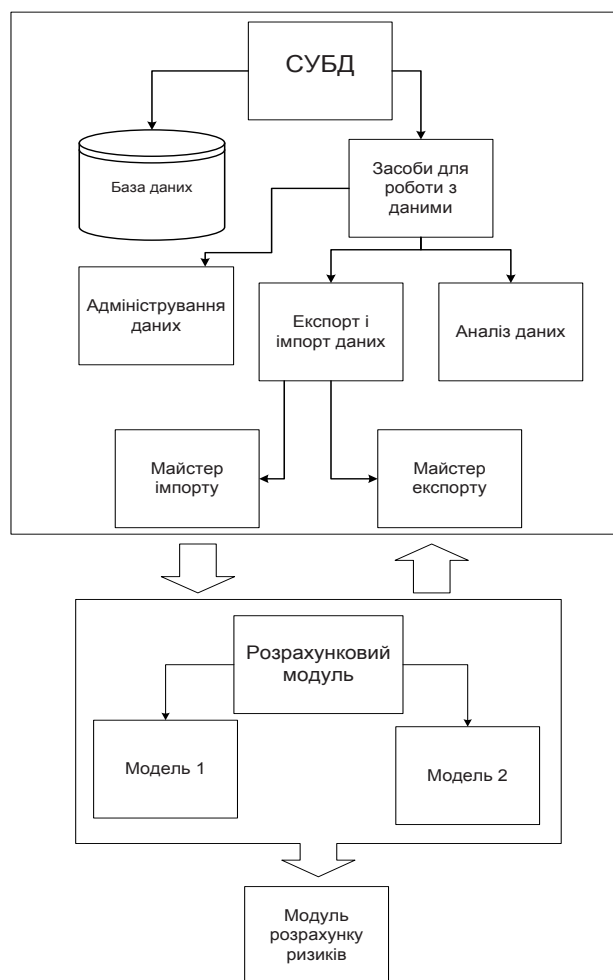 СУБД
База даних
Засоби для
роботи з
даними
Адміністрування
даних
Експорт і
імпорт даних
Аналіз даних
Майстер
імпорту
Майстер
експорту
Розрахунковий
модуль
Модель 1
Модель 2
Модуль
розрахунку
ризиків